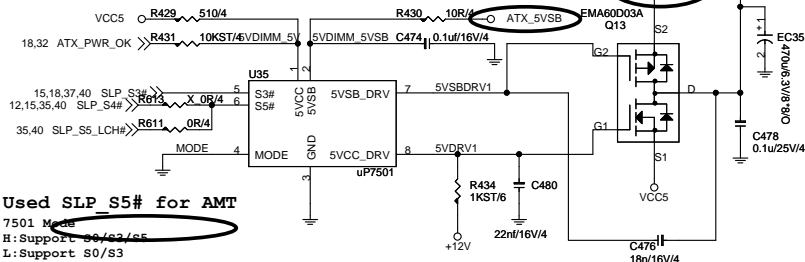 VCC5 R429 510/4 R430 10R/4 ATX_5VSB EMA60D03A
Q13
18,32 ATX_PWR_OK R431 10KST/4 5VDIMM_5V 5VDIMM_5VSB C474 0.1uf/16V/4
S2
EC35
470u/6.3V/8*8/O
U35
1 2
5VCC 5VSB
G2
15,18,37,40 SLP_S3# 5 S3# 5VSB_DRV 7 5VSBDRV1
12,15,35,40 SLP_S4# R613 X_0R/4 6 S5#
D
35,40 SLP_S5_LCH# R611 0R/4
G1
C478
0.1u/25V/4
MODE 4 MODE GND 5VCC_DRV 8 5VDRV1
S1
3 uP7501
R434
1KST/6
C480
VCC5
22nf/16V/4
+12V
C476
18n/16V/4
Used SLP_S5# for AMT
7501 Mode
H:Support S0/S3/S5
L:Support S0/S3